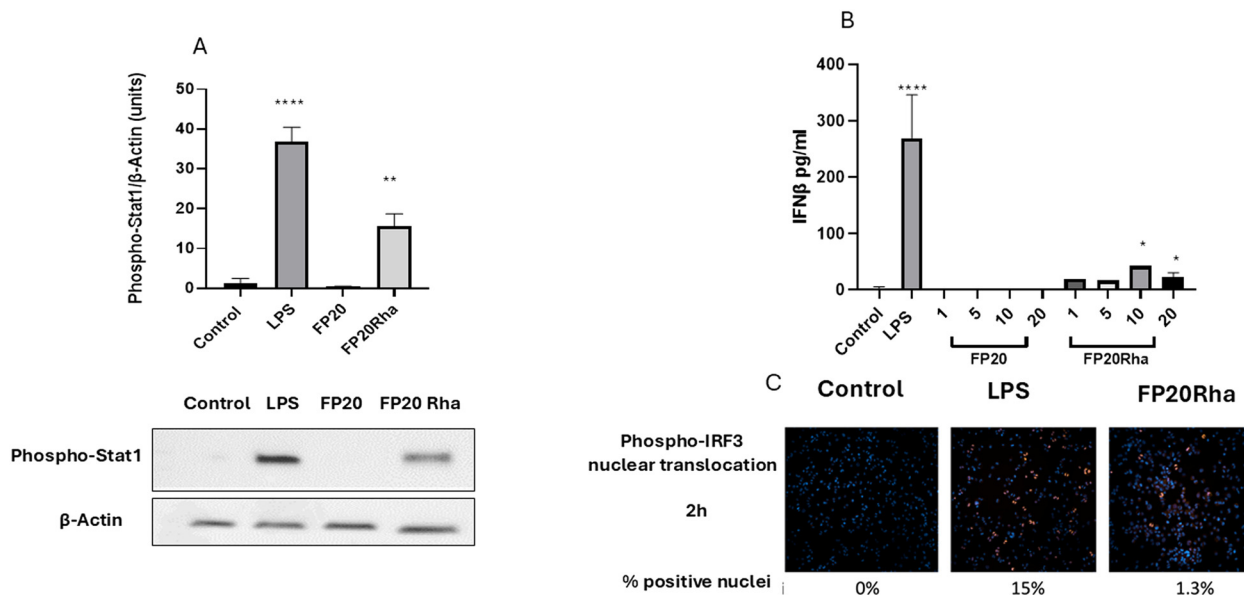 A
Phospho-Stat1/β-Actin (units)
50
40
30
20
10
0
****
**
Control
LPS
FP20
FP20Rha
Control LPS FP20 FP20 Rha
Phospho-Stat1
β-Actin
B
IFNβ pg/ml
400
300
200
100
0
****
*
*
Control
LPS
1
5
10
20
1
5
10
20
FP20
FP20Rha
C
Control LPS FP20Rha
Phospho-IRF3
nuclear translocation
2h
% positive nuclei
i
0% 15% 1.3%